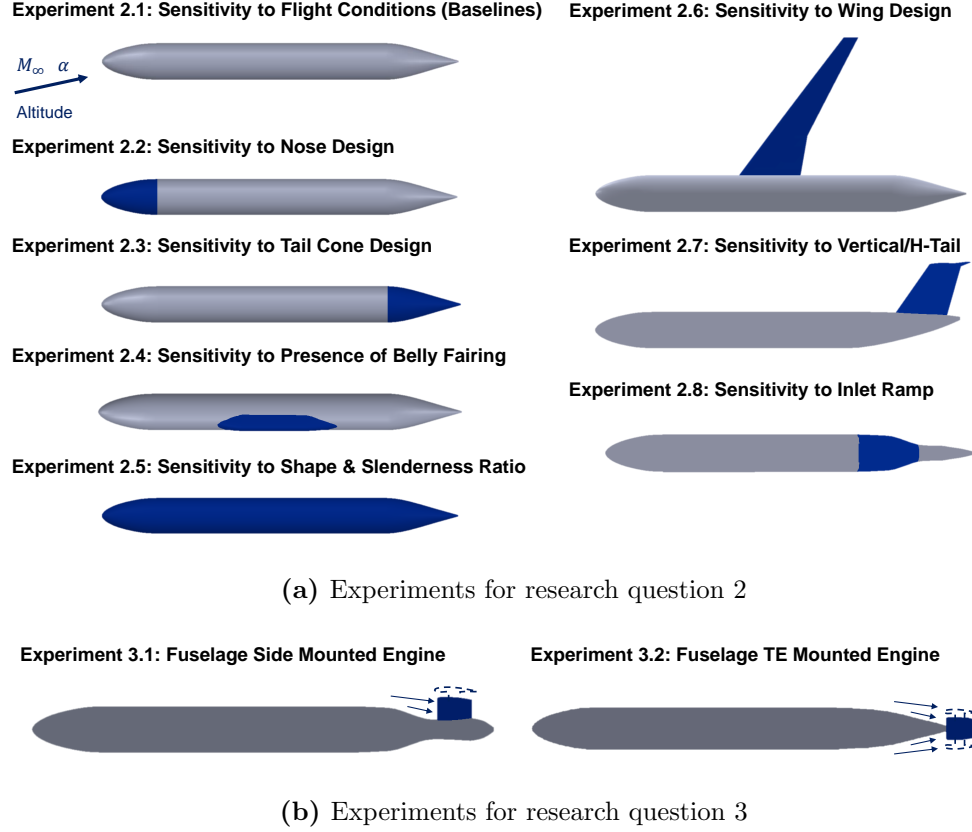 Experiment 2.1: Sensitivity to Flight Conditions (Baselines)
M∞ α
Altitude
Experiment 2.2: Sensitivity to Nose Design
Experiment 2.3: Sensitivity to Tail Cone Design
Experiment 2.4: Sensitivity to Presence of Belly Fairing
Experiment 2.5: Sensitivity to Shape & Slenderness Ratio
Experiment 2.6: Sensitivity to Wing Design
Experiment 2.7: Sensitivity to Vertical/H-Tail
Experiment 2.8: Sensitivity to Inlet Ramp
(a) Experiments for research question 2
Experiment 3.1: Fuselage Side Mounted Engine
Experiment 3.2: Fuselage TE Mounted Engine
(b) Experiments for research question 3